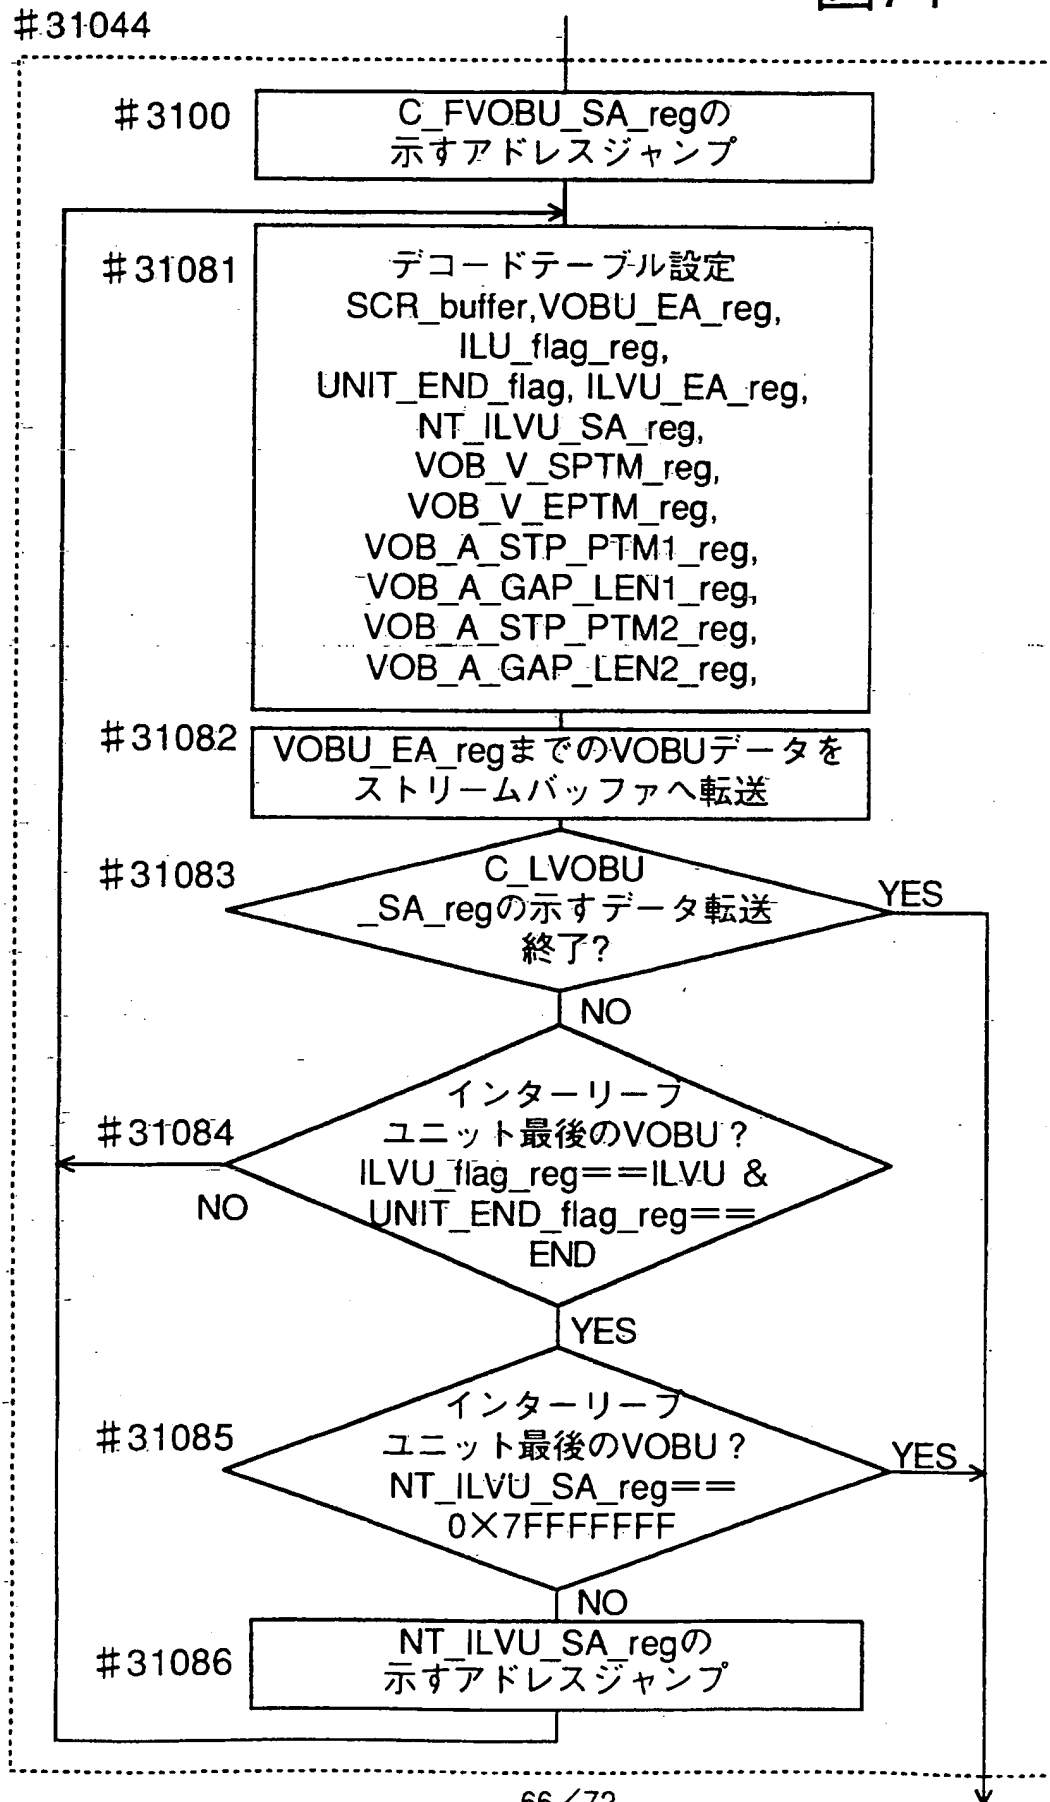 #31044
#3100
C_FVOBU_SA_regの
示すアドレスジャンプ
#31081
デコードテーブル設定
SCR_buffer,VOBU_EA_reg,
ILU_flag_reg,
UNIT_END_flag, ILVU_EA_reg,
NT_ILVU_SA_reg,
VOB_V_SPTM_reg,
VOB_V_EPTM_reg,
VOB_A_STP_PTM1_reg,
VOB_A_GAP_LEN1_reg,
VOB_A_STP_PTM2_reg,
VOB_A_GAP_LEN2_reg,
#31082
VOBU_EA_regまでのVOBUデータを
ストリームバッファへ転送
#31083
C_LVOBU
_SA_regの示すデータ転送
終了?
YES
NO
#31084
インターリーブ
ユニット最後のVOBU?
ILVU_flag_reg==ILVU &
UNIT_END_flag_reg==
END
NO
YES
#31085
インターリーブ
ユニット最後のVOBU?
NT_ILVU_SA_reg==
0×7FFFFFFF
YES
NO
#31086
NT_ILVU_SA_regの
示すアドレスジャンプ